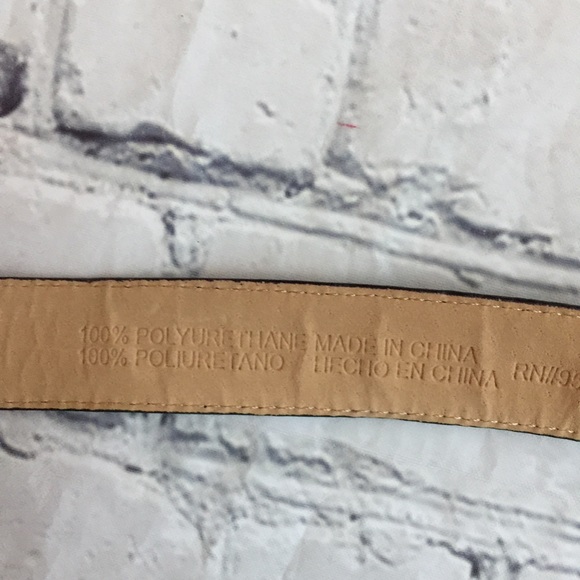 100% POLYURETHANE MADE IN CHINA
100% POLIURETANO HECHO EN CHINA